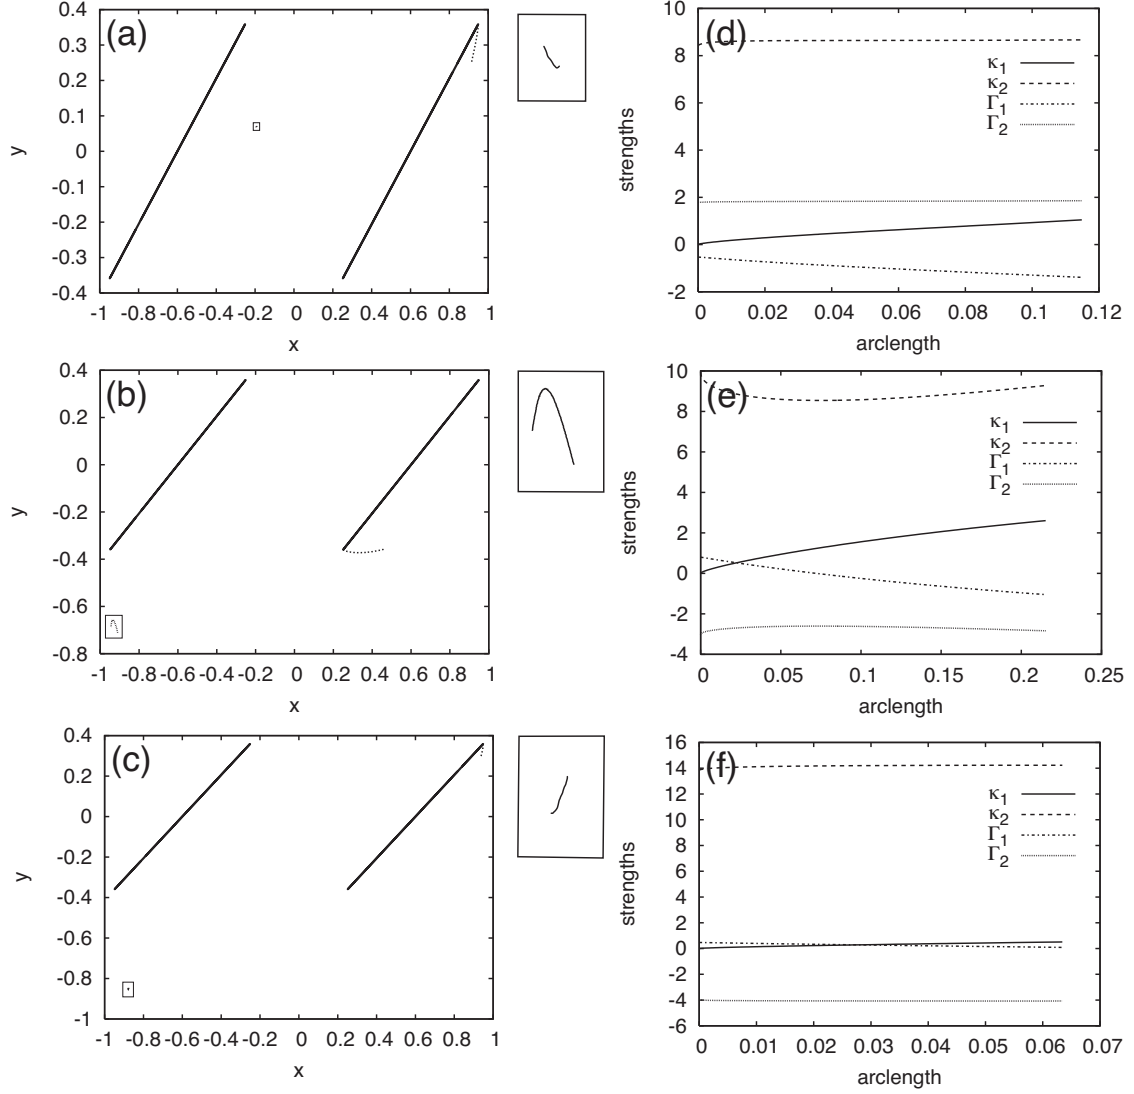 (a)
0.4
0.3
0.2
0.1
0
-0.1
-0.2
-0.3
-0.4
y
-1 -0.8 -0.6 -0.4 -0.2 0 0.2 0.4 0.6 0.8 1
x
(d)
10
8
6
4
2
0
-2
strengths
κ1
κ2
Γ1
Γ2
0 0.02 0.04 0.06 0.08 0.1 0.12
arclength
(b)
0.4
0.2
0
-0.2
-0.4
-0.6
-0.8
y
-1 -0.8 -0.6 -0.4 -0.2 0 0.2 0.4 0.6 0.8 1
x
(e)
10
8
6
4
2
0
-2
-4
strengths
κ1
κ2
Γ1
Γ2
0 0.05 0.1 0.15 0.2 0.25
arclength
(c)
0.4
0.2
0
-0.2
-0.4
-0.6
-0.8
-1
y
-1 -0.8 -0.6 -0.4 -0.2 0 0.2 0.4 0.6 0.8 1
x
(f)
16
14
12
10
8
6
4
2
0
-2
-4
-6
strengths
κ1
κ2
Γ1
Γ2
0 0.01 0.02 0.03 0.04 0.05 0.06 0.07
arclength